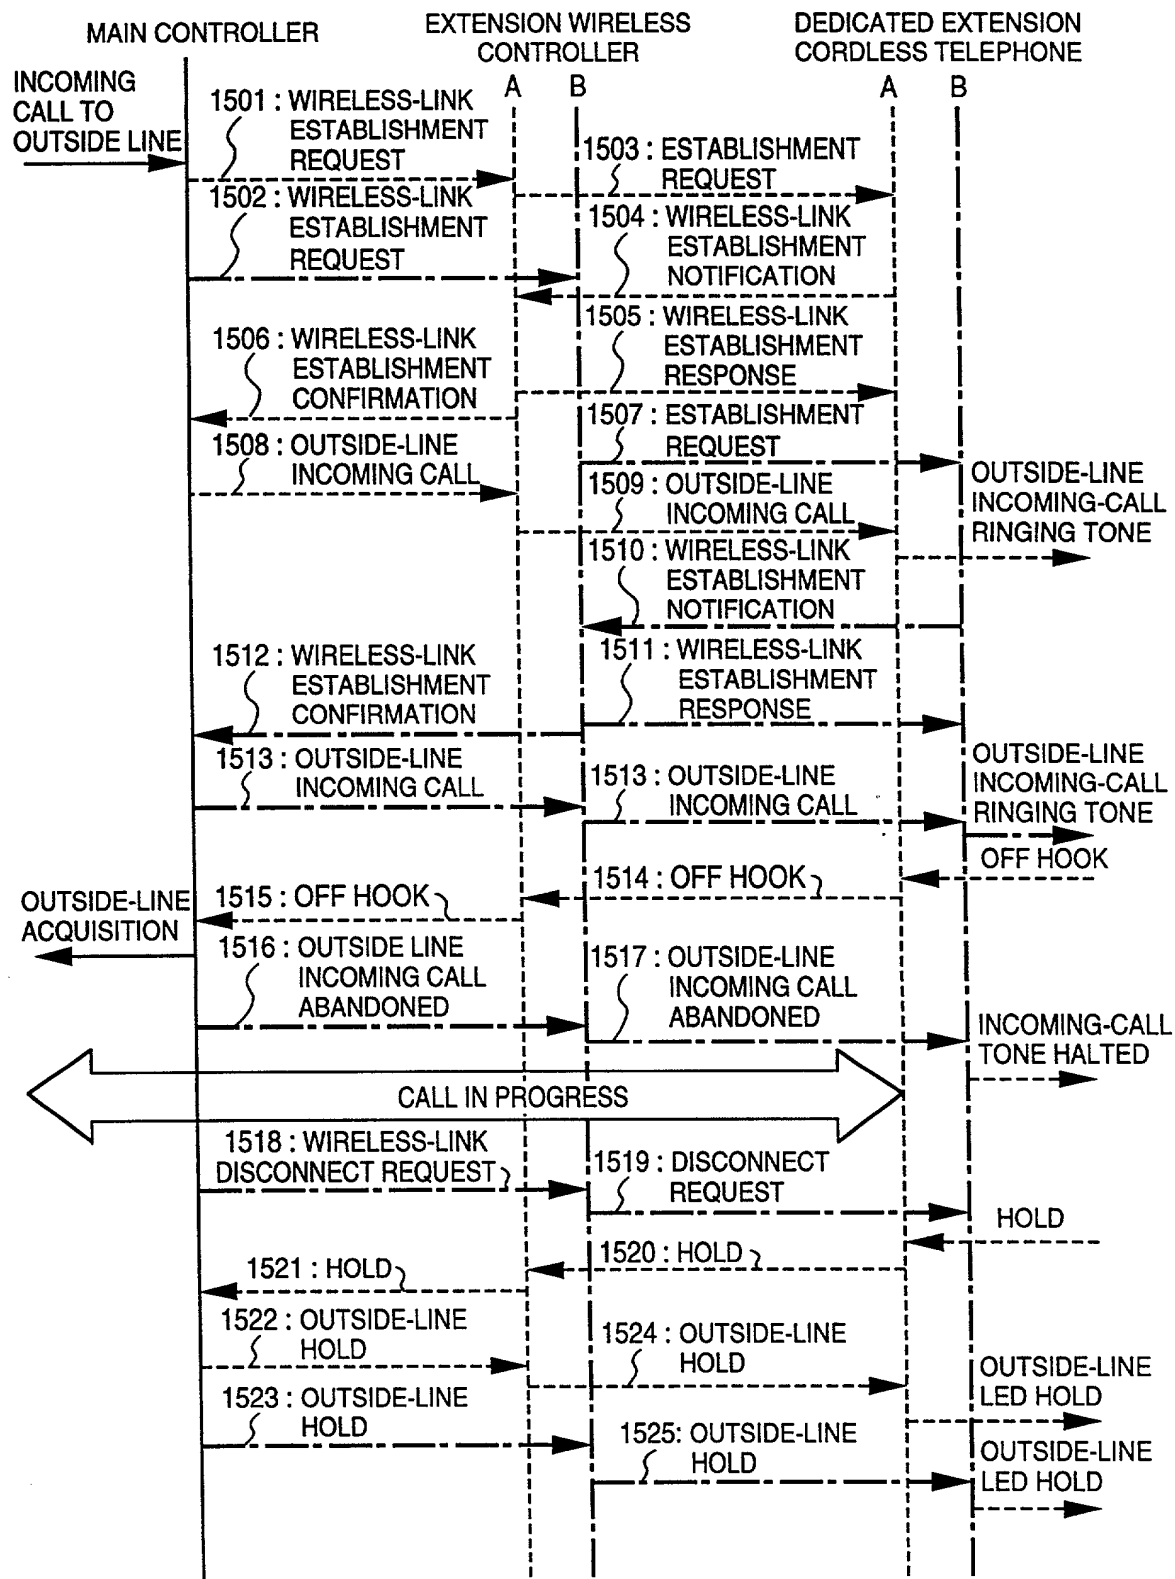 MAIN CONTROLLER
EXTENSION WIRELESS
CONTROLLER
DEDICATED EXTENSION
CORDLESS TELEPHONE
A
B
A
B
INCOMING
CALL TO
OUTSIDE LINE
1501 : WIRELESS-LINK
ESTABLISHMENT
REQUEST
1503 : ESTABLISHMENT
REQUEST
1502 : WIRELESS-LINK
ESTABLISHMENT
REQUEST
1504 : WIRELESS-LINK
ESTABLISHMENT
NOTIFICATION
1505 : WIRELESS-LINK
ESTABLISHMENT
RESPONSE
1506 : WIRELESS-LINK
ESTABLISHMENT
CONFIRMATION
1507 : ESTABLISHMENT
REQUEST
1508 : OUTSIDE-LINE
INCOMING CALL
1509 : OUTSIDE-LINE
INCOMING CALL
OUTSIDE-LINE
INCOMING-CALL
RINGING TONE
1510 : WIRELESS-LINK
ESTABLISHMENT
NOTIFICATION
1511 : WIRELESS-LINK
ESTABLISHMENT
RESPONSE
1512 : WIRELESS-LINK
ESTABLISHMENT
CONFIRMATION
1513 : OUTSIDE-LINE
INCOMING CALL
1513 : OUTSIDE-LINE
INCOMING CALL
OUTSIDE-LINE
INCOMING-CALL
RINGING TONE
OFF HOOK
1514 : OFF HOOK
1515 : OFF HOOK
OUTSIDE-LINE
ACQUISITION
1516 : OUTSIDE LINE
INCOMING CALL
ABANDONED
1517 : OUTSIDE-LINE
INCOMING CALL
ABANDONED
INCOMING-CALL
TONE HALTED
CALL IN PROGRESS
1518 : WIRELESS-LINK
DISCONNECT REQUEST
1519 : DISCONNECT
REQUEST
HOLD
1520 : HOLD
1521 : HOLD
1522 : OUTSIDE-LINE
HOLD
1524 : OUTSIDE-LINE
HOLD
OUTSIDE-LINE
LED HOLD
1523 : OUTSIDE-LINE
HOLD
1525: OUTSIDE-LINE
HOLD
OUTSIDE-LINE
LED HOLD